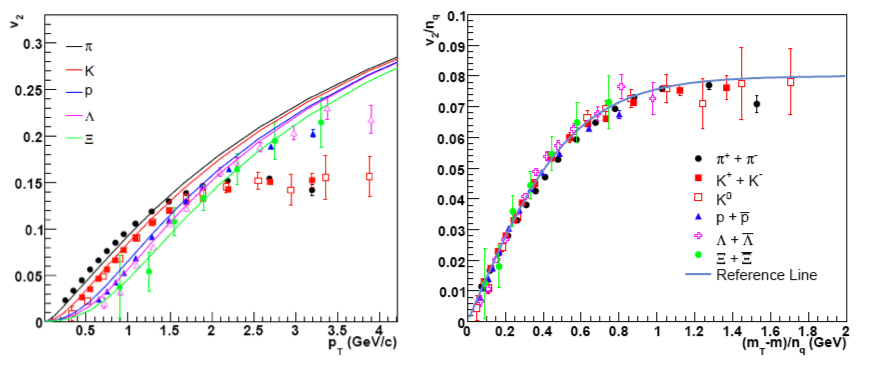 v2
0.3
0.25
0.2
0.15
0.1
0.05
0
0.5
1
1.5
2
2.5
3
3.5
4
pT (GeV/c)
π
K
p
Λ
Ξ
v2/nq
0.1
0.09
0.08
0.07
0.06
0.05
0.04
0.03
0.02
0.01
0
0
0.2
0.4
0.6
0.8
1
1.2
1.4
1.6
1.8
2
(mT-m)/nq (GeV)
π+ + π-
K+ + K-
K0
p + p̅
Λ + Λ̅
Ξ + Ξ̅
Reference Line